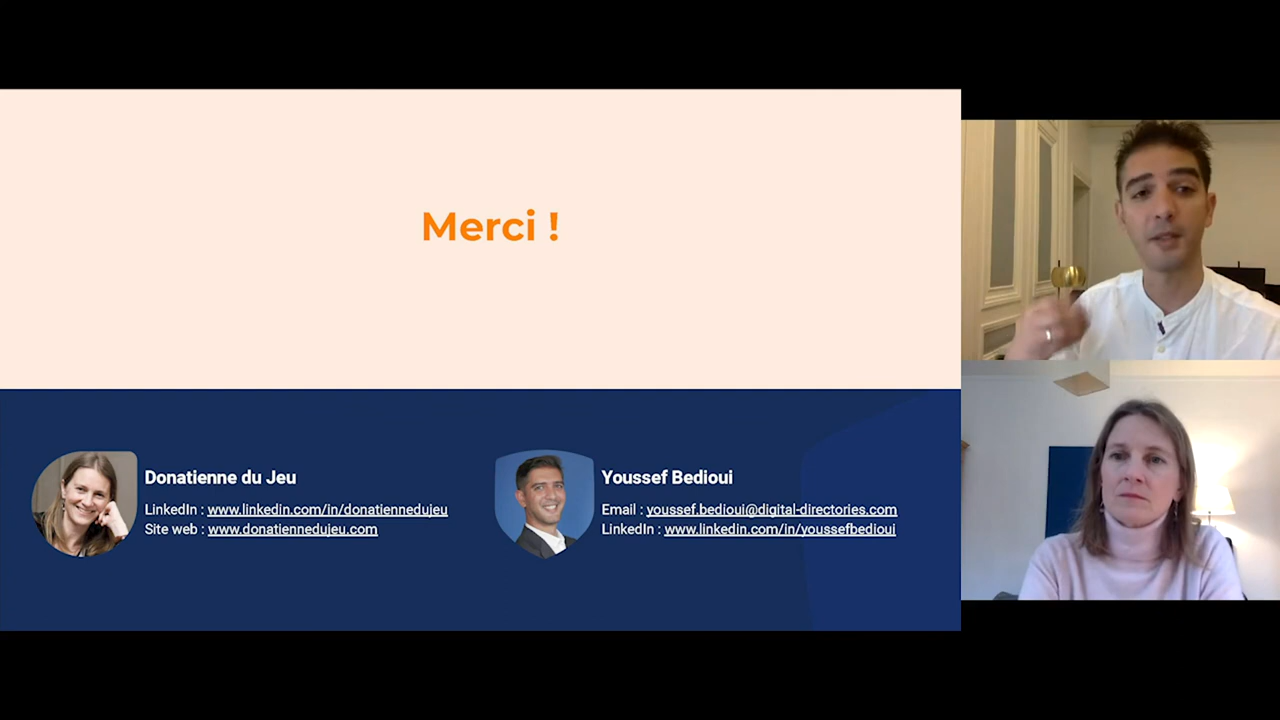 Merci !
Donatienne du Jeu
LinkedIn : www.linkedin.com/in/donatiennedujeu
Site web : www.donatiennedujeu.com
Youssef Bedioui
Email : youssef.bedioui@digital-directories.com
LinkedIn : www.linkedin.com/in/youssefbedioui